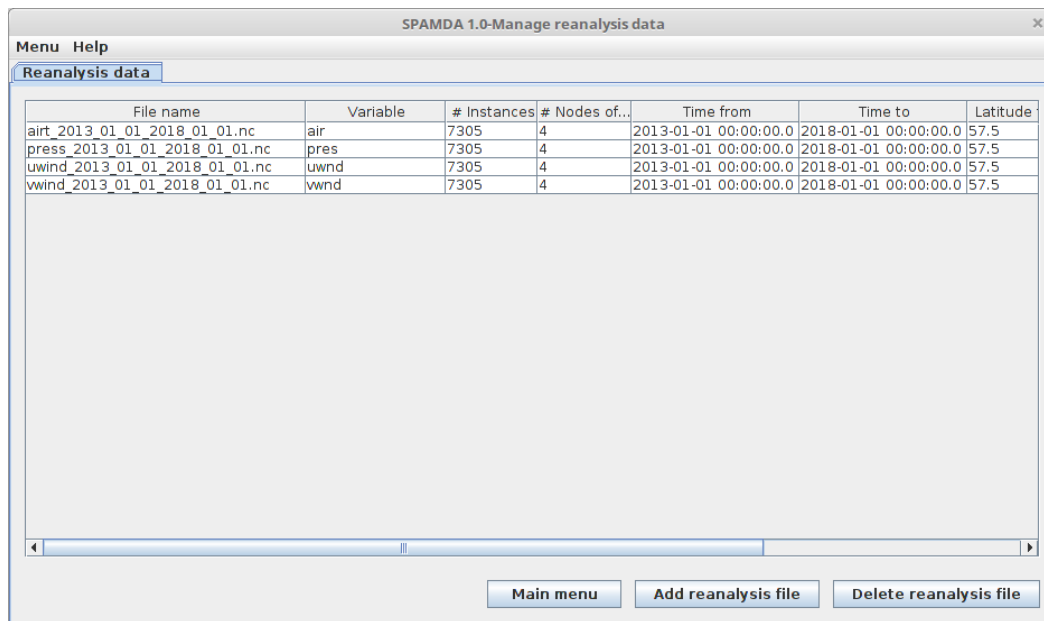 SPAMDA 1.0-Manage reanalysis data ×
Menu Help
Reanalysis data
File name Variable # Instances # Nodes of... Time from Time to Latitude
airt_2013_01_01_2018_01_01.nc air 7305 4 2013-01-01 00:00:00.0 2018-01-01 00:00:00.0 57.5
press_2013_01_01_2018_01_01.nc pres 7305 4 2013-01-01 00:00:00.0 2018-01-01 00:00:00.0 57.5
uwind_2013_01_01_2018_01_01.nc uwnd 7305 4 2013-01-01 00:00:00.0 2018-01-01 00:00:00.0 57.5
vwind_2013_01_01_2018_01_01.nc vwnd 7305 4 2013-01-01 00:00:00.0 2018-01-01 00:00:00.0 57.5
Main menu Add reanalysis file Delete reanalysis file